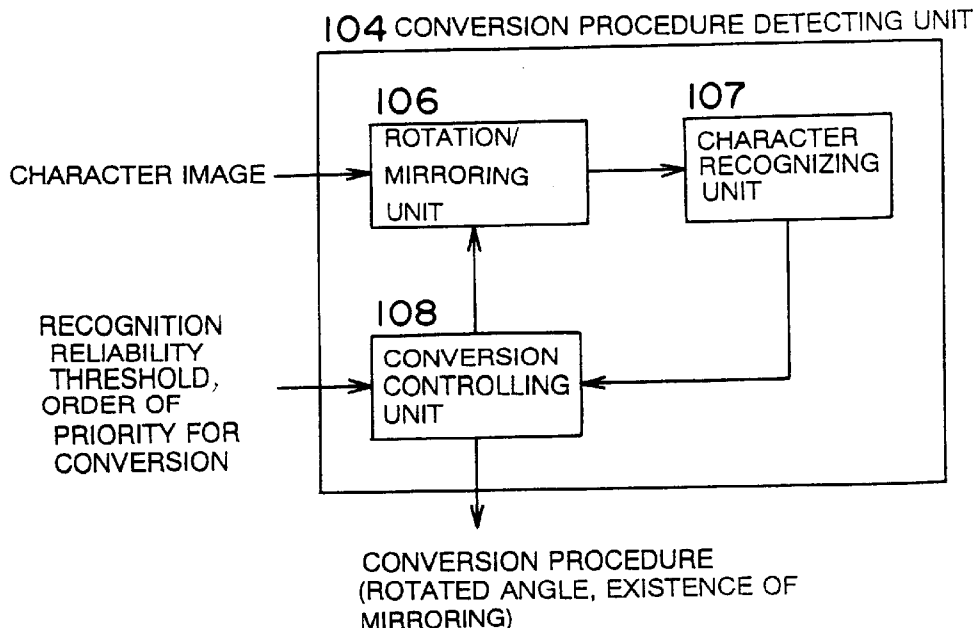 104 CONVERSION PROCEDURE DETECTING UNIT
106
ROTATION/
MIRRORING
UNIT
107
CHARACTER
RECOGNIZING
UNIT
CHARACTER IMAGE
RECOGNITION
RELIABILITY
THRESHOLD,
ORDER OF
PRIORITY FOR
CONVERSION
108
CONVERSION
CONTROLLING
UNIT
CONVERSION PROCEDURE
(ROTATED ANGLE, EXISTENCE OF
MIRRORING)